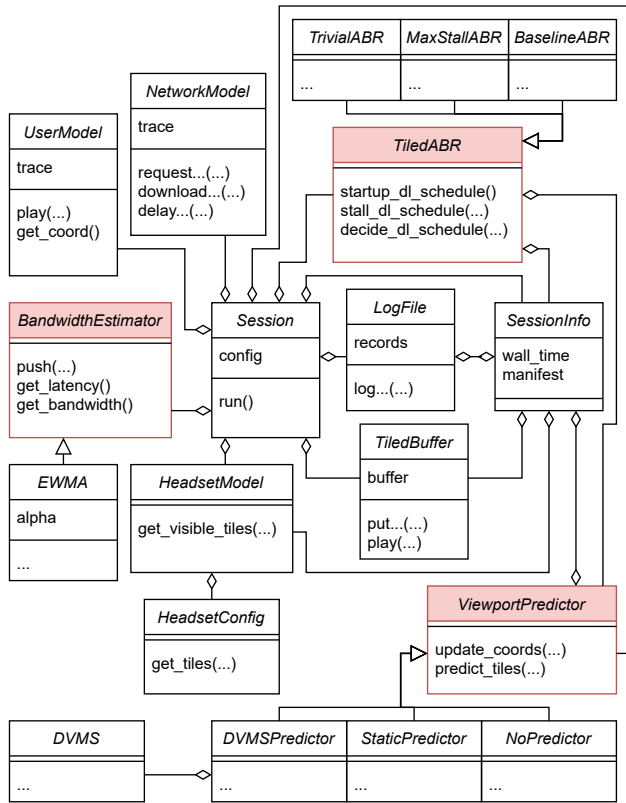 TrivialABR
...
MaxStallABR
...
BaselineABR
...
NetworkModel
trace
request...(...)
download...(...)
delay...(...)
UserModel
trace
play(...)
get_coord()
TiledABR
startup_dl_schedule()
stall_dl_schedule(...)
decide_dl_schedule(...)
BandwidthEstimator
push(...)
get_latency()
get_bandwidth()
Session
config
run()
LogFile
records
log...(...)
SessionInfo
wall_time
manifest
EWMA
alpha
...
HeadsetModel
get_visible_tiles(...)
TiledBuffer
buffer
put...(...)
play(...)
HeadsetConfig
get_tiles(...)
ViewportPredictor
update_coords(...)
predict_tiles(...)
DVMS
...
DVMSPredictor
...
StaticPredictor
...
NoPredictor
...